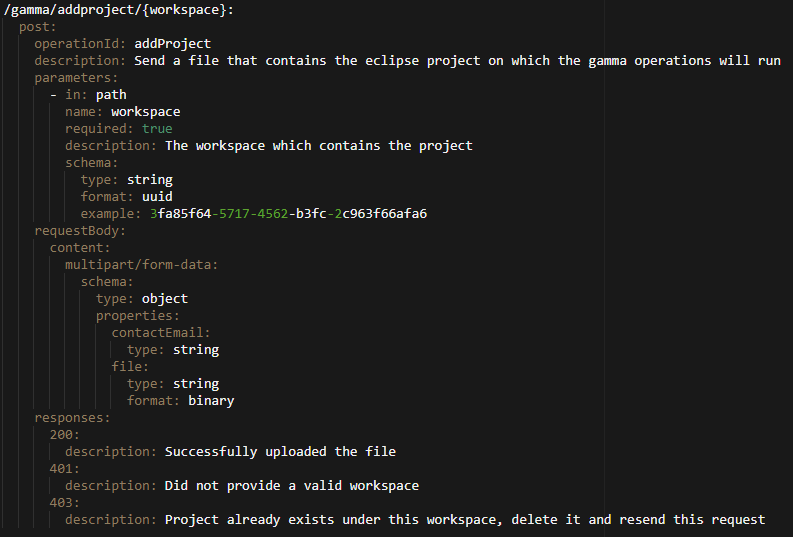 /gamma/addproject/{workspace}:
post:
operationId: addProject
description: Send a file that contains the eclipse project on which the gamma operations will run
parameters:
- in: path
name: workspace
required: true
description: The workspace which contains the project
schema:
type: string
format: uuid
example: 3fa85f64-5717-4562-b3fc-2c963f66afa6
requestBody:
content:
multipart/form-data:
schema:
type: object
properties:
contactEmail:
type: string
file:
type: string
format: binary
responses:
200:
description: Successfully uploaded the file
401:
description: Did not provide a valid workspace
403:
description: Project already exists under this workspace, delete it and resend this request